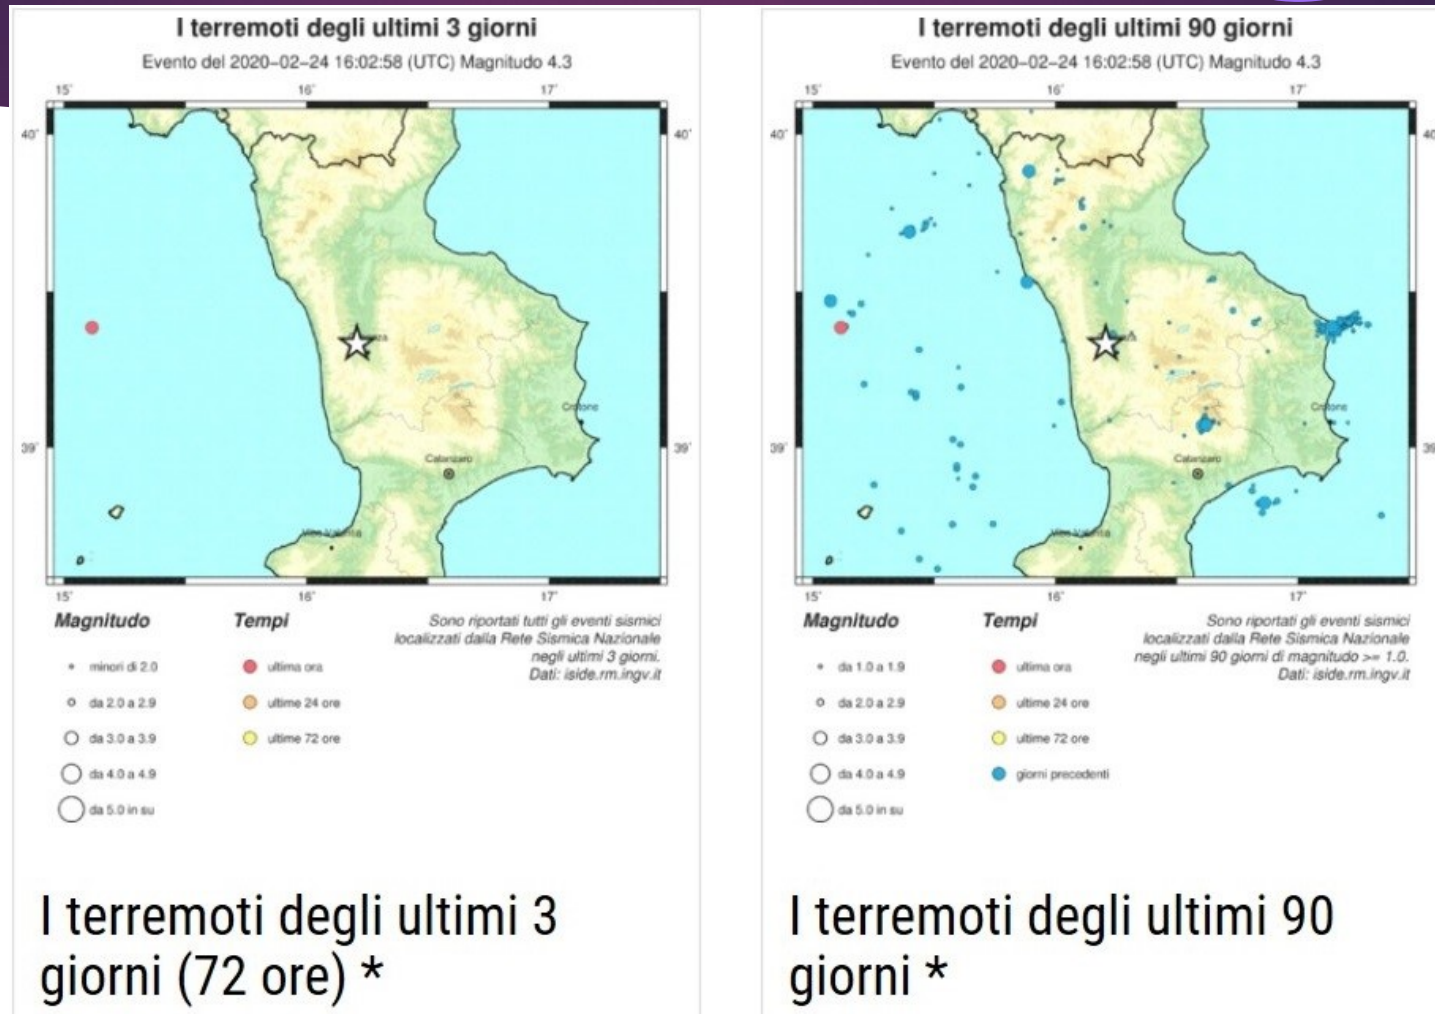 I terremoti degli ultimi 3 giorni
Evento del 2020-02-24 16:02:58 (UTC) Magnitudo 4.3
15˚ 16˚ 17˚
40˚ 40˚
39˚ 39˚
Crotone
Catanzaro
Vibo Valentia
15˚ 16˚ 17˚
Magnitudo
minori di 2.0
da 2.0 a 2.9
da 3.0 a 3.9
da 4.0 a 4.9
da 5.0 in su
Tempi
ultima ora
ultime 24 ore
ultime 72 ore
Sono riportati tutti gli eventi sismici
localizzati dalla Rete Sismica Nazionale
negli ultimi 3 giorni.
Dati: iside.rm.ingv.it
I terremoti degli ultimi 3
giorni (72 ore) *
I terremoti degli ultimi 90 giorni
Evento del 2020-02-24 16:02:58 (UTC) Magnitudo 4.3
15˚ 16˚ 17˚
40˚ 40
39˚ 39
Crotone
Catanzaro
Vibo Valentia
15˚ 16˚ 17˚
Magnitudo
da 1.0 a 1.9
da 2.0 a 2.9
da 3.0 a 3.9
da 4.0 a 4.9
da 5.0 in su
Tempi
ultima ora
ultime 24 ore
ultime 72 ore
giorni precedenti
Sono riportati gli eventi sismici
localizzati dalla Rete Sismica Nazionale
negli ultimi 90 giorni di magnitudo >= 1.0.
Dati: iside.rm.ingv.it
I terremoti degli ultimi 90
giorni *